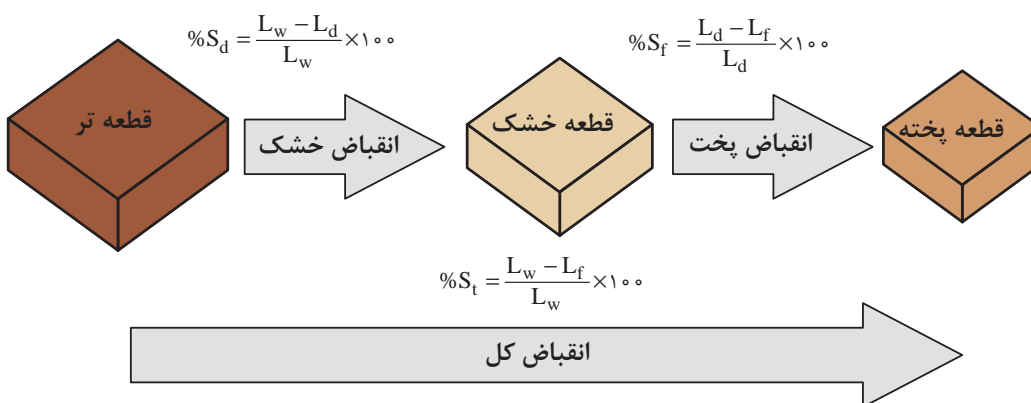 %S_d = (L_w − L_d) / L_w × ۱۰۰
%S_f = (L_d − L_f) / L_d × ۱۰۰
قطعه تر
انقباض خشک
قطعه خشک
انقباض پخت
قطعه پخته
%S_t = (L_w − L_f) / L_w × ۱۰۰
انقباض کل